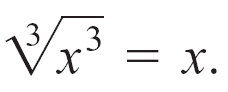 ∛x³ = x.